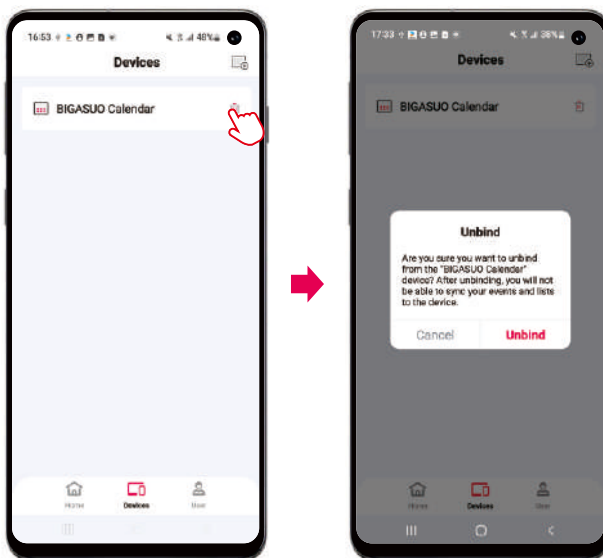 16:53
48%
Devices
BIGASUO Calendar
Home
Devices
User
17:33
38%
Devices
BIGASUO Calendar
Unbind
Are you sure you want to unbind
from the "BIGASUO Calendar"
device? After unbinding, you will not
be able to sync your events and lists
to the device.
Cancel
Unbind
Home
Devices
User